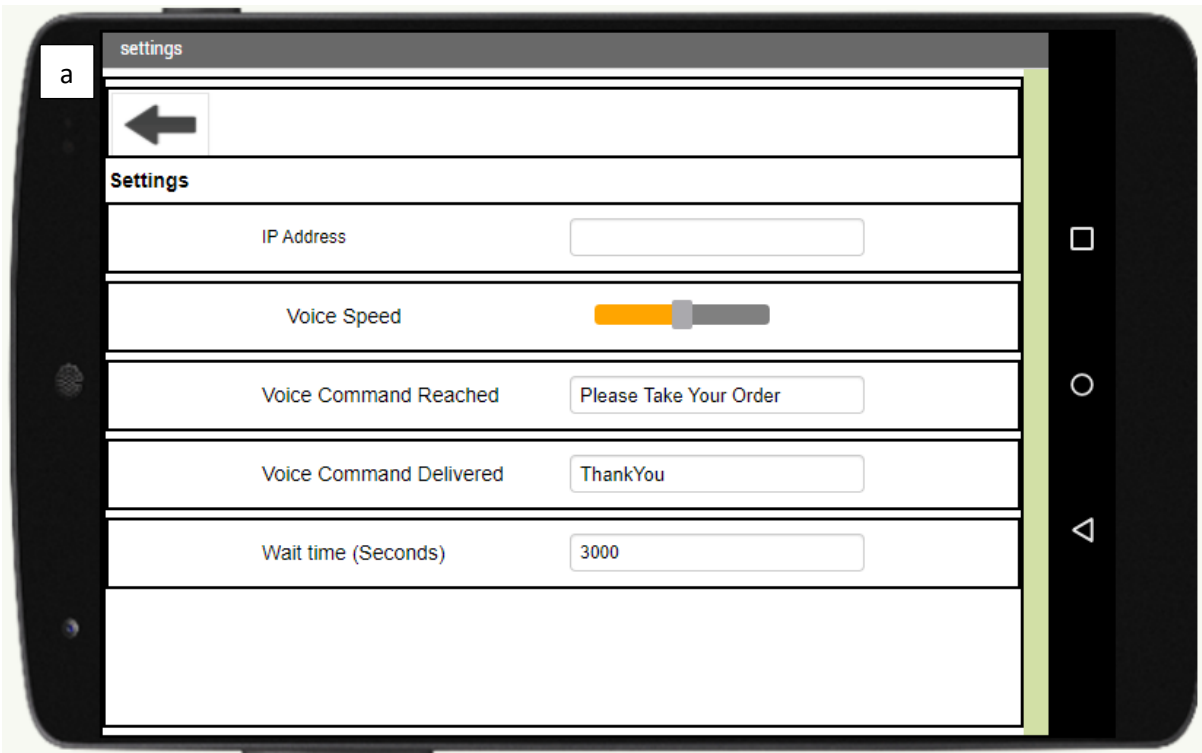 a
settings
Settings
IP Address
Voice Speed
Voice Command Reached Please Take Your Order
Voice Command Delivered ThankYou
Wait time (Seconds) 3000